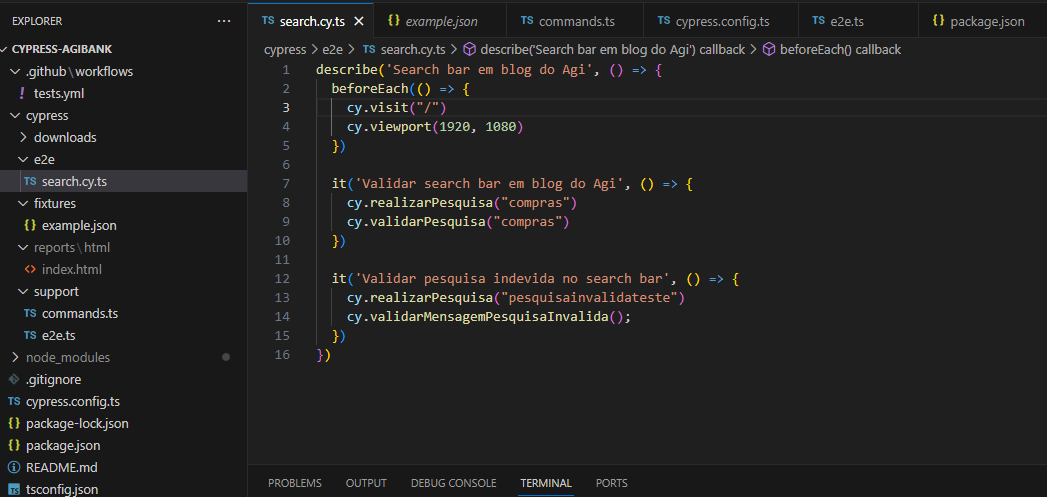 EXPLORER ...
CYPRESS-AGIBANK
.github\workflows
! tests.yml
cypress
downloads
e2e
TS search.cy.ts
fixtures
{} example.json
reports\html
<> index.html
support
TS commands.ts
TS e2e.ts
node_modules
.gitignore
TS cypress.config.ts
{} package-lock.json
{} package.json
README.md
TS tsconfig.json
TS search.cy.ts
{} example.json
TS commands.ts
TS cypress.config.ts
TS e2e.ts
{} package.json
cypress > e2e > TS search.cy.ts > describe('Search bar em blog do Agi') callback > beforeEach() callback
1 describe('Search bar em blog do Agi', () => {
2 beforeEach(() => {
3 cy.visit("/")
4 cy.viewport(1920, 1080)
5 })
6
7 it('Validar search bar em blog do Agi', () => {
8 cy.realizarPesquisa("compras")
9 cy.validarPesquisa("compras")
10 })
11
12 it('Validar pesquisa indevida no search bar', () => {
13 cy.realizarPesquisa("pesquisainvalidateste")
14 cy.validarMensagemPesquisaInvalida();
15 })
16 })
PROBLEMS OUTPUT DEBUG CONSOLE TERMINAL PORTS